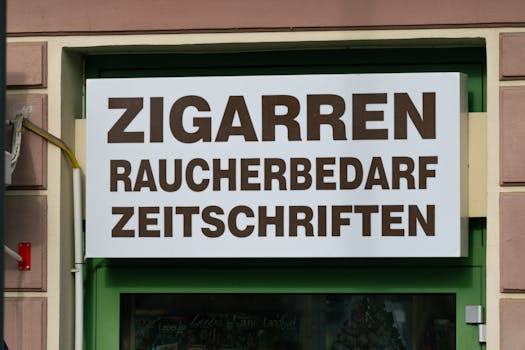 ZIGARREN
RAUCHERBEDARF
ZEITSCHRIFTEN